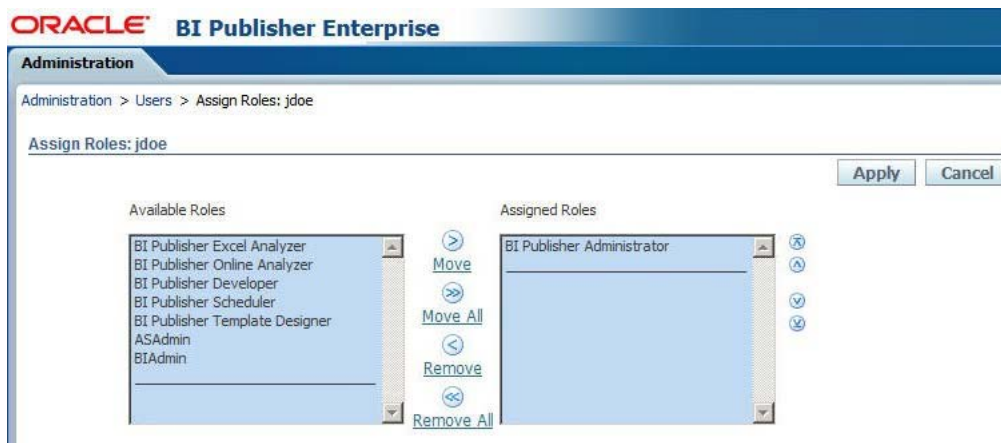 ORACLE BI Publisher Enterprise
Administration
Administration > Users > Assign Roles: jdoe
Assign Roles: jdoe
Apply Cancel
Available Roles
BI Publisher Excel Analyzer
BI Publisher Online Analyzer
BI Publisher Developer
BI Publisher Scheduler
BI Publisher Template Designer
ASAdmin
BIAdmin
Move
Move All
Remove
Remove All
Assigned Roles
BI Publisher Administrator